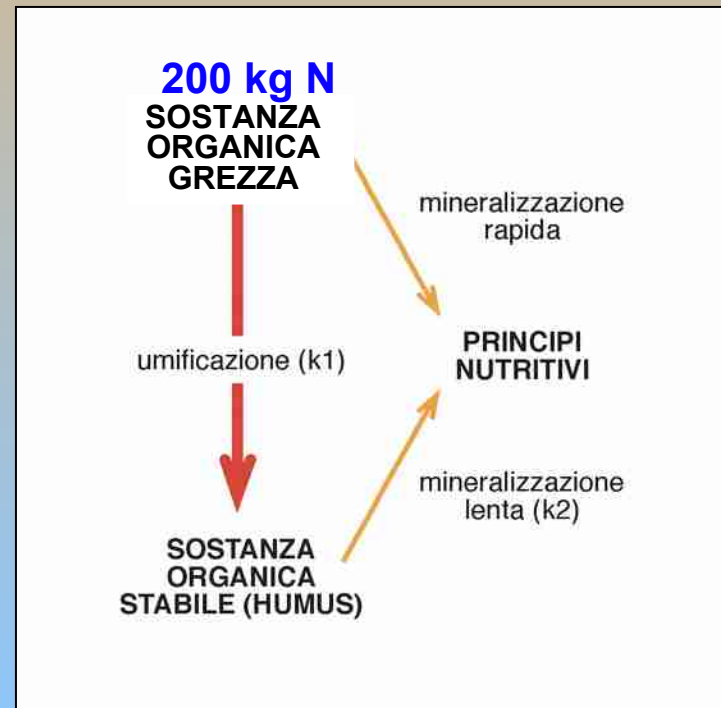 200 kg N
SOSTANZA
ORGANICA
GREZZA
mineralizzazione
rapida
umificazione (k1)
PRINCIPI
NUTRITIVI
mineralizzazione
lenta (k2)
SOSTANZA
ORGANICA
STABILE (HUMUS)